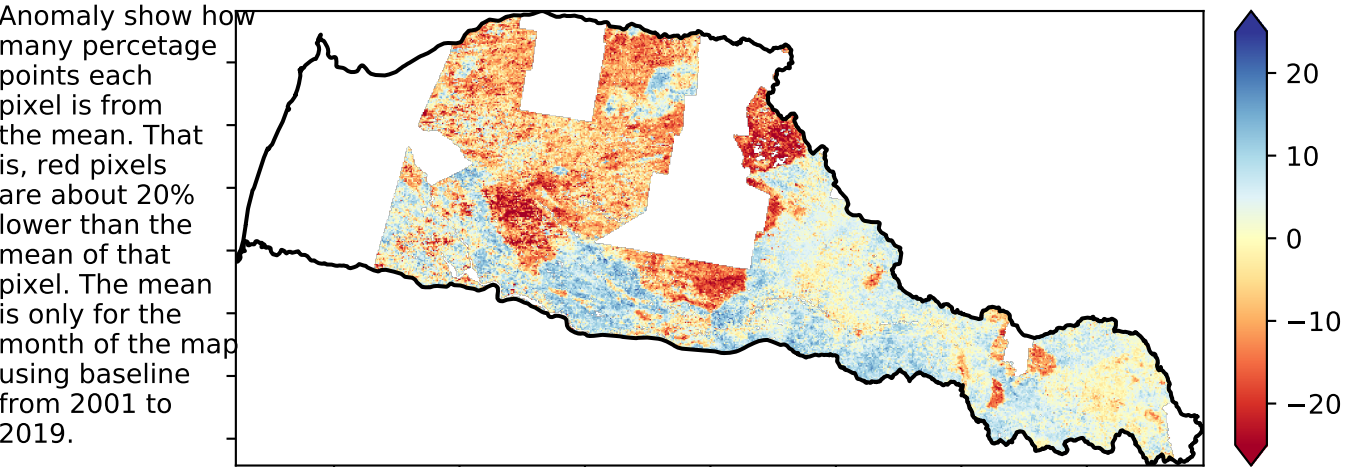 Anomaly show how
many percetage
points each
pixel is from
the mean. That
is, red pixels
are about 20%
lower than the
mean of that
pixel. The mean
is only for the
month of the map
using baseline
from 2001 to
2019.
20
10
0
−10
−20